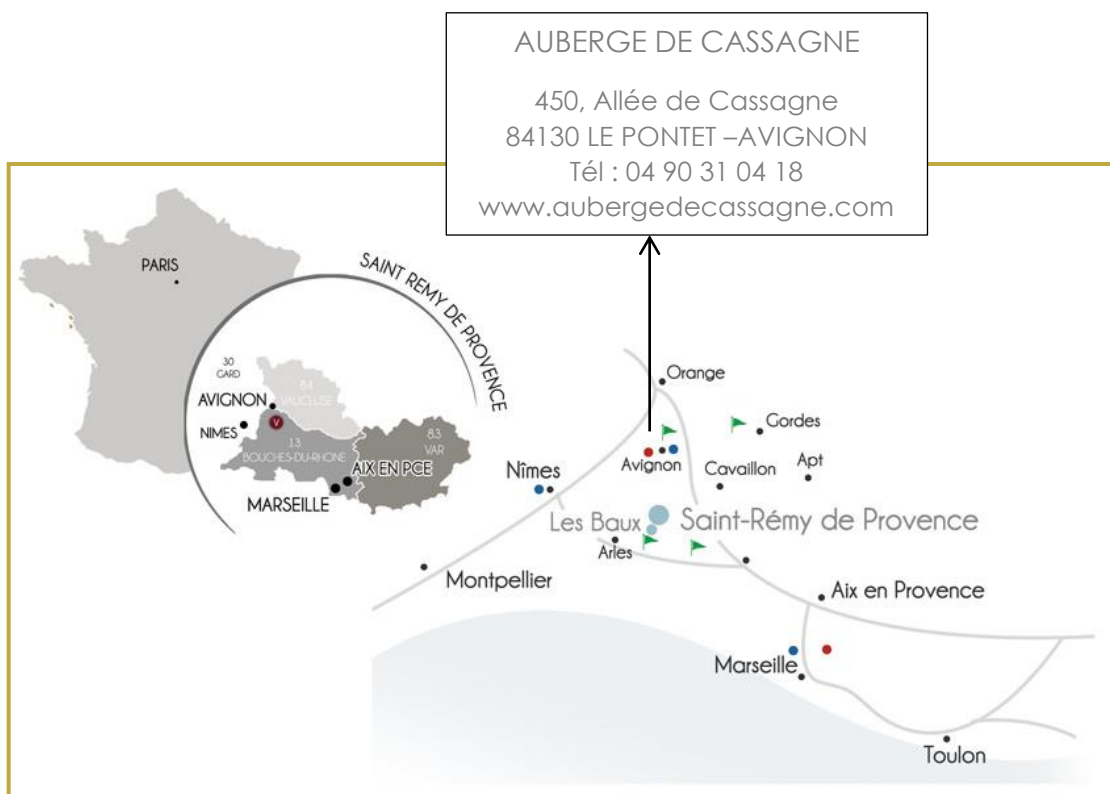 AUBERGE DE CASSAGNE
450, Allée de Cassagne
84130 LE PONTET –AVIGNON
Tél : 04 90 31 04 18
www.aubergedecassagne.com
PARIS
SAINT REMY DE PROVENCE
30
GARD
84
VAUCLUSE
AVIGNON
NIMES
V
13
BOUCHES-DU-RHONE
83
VAR
AIX EN PCE
MARSEILLE
Orange
Gordes
Avignon
Cavaillon
Apt
Nîmes
Les Baux
Saint-Rémy de Provence
Arles
Montpellier
Aix en Provence
Marseille
Toulon